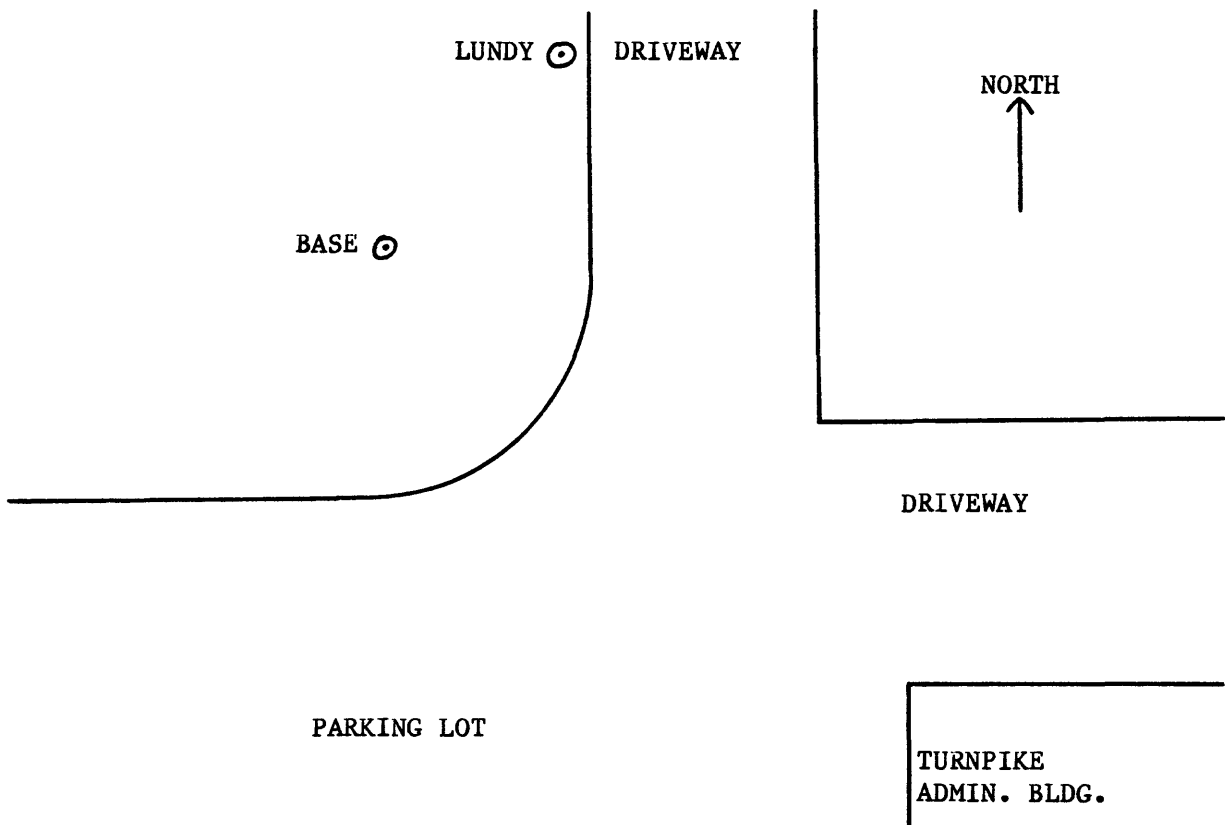 LUNDY
DRIVEWAY
NORTH
BASE
DRIVEWAY
PARKING LOT
TURNPIKE
ADMIN. BLDG.